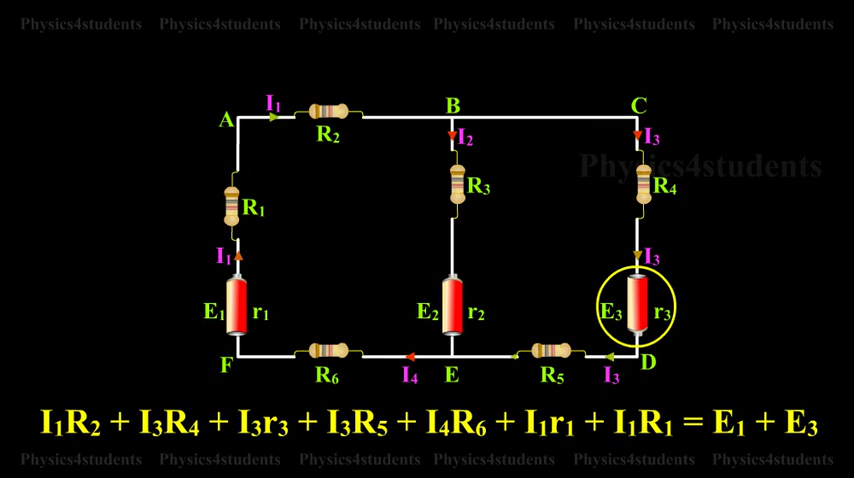 Physics4students Physics4students Physics4students Physics4students Physics4students Physics4students
A I₁ B C
R₂ I₂ I₃
Physics4students
R₁ R₃ R₄
I₁ I₃
E₁ r₁ E₂ r₂ E₃ r₃
F R₆ I₄ E R₅ I₃ D
I₁R₂ + I₃R₄ + I₃r₃ + I₃R₅ + I₄R₆ + I₁r₁ + I₁R₁ = E₁ + E₃
Physics4students Physics4students Physics4students Physics4students Physics4students Physics4students